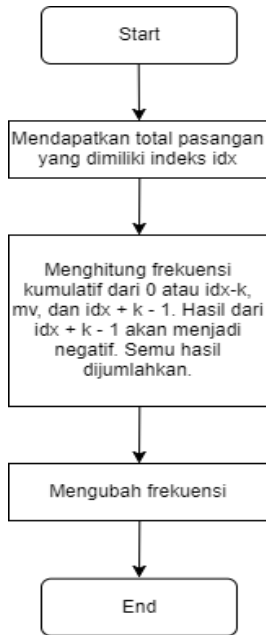 Start
Mendapatkan total pasangan
yang dimiliki indeks idx
Menghitung frekuensi
kumulatif dari 0 atau idx-k,
mv, dan idx + k - 1. Hasil dari
idx + k - 1 akan menjadi
negatif. Semu hasil
dijumlahkan.
Mengubah frekuensi
End